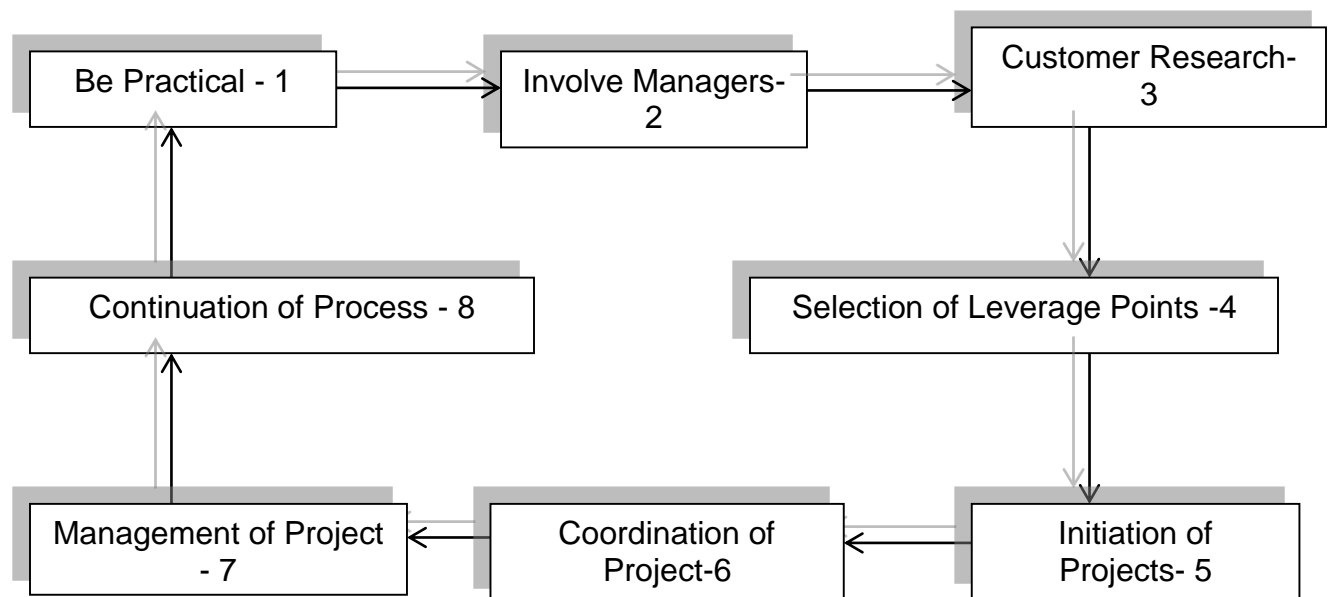 Be Practical - 1
Involve Managers-
2
Customer Research-
3
Selection of Leverage Points -4
Initiation of
Projects- 5
Coordination of
Project-6
Management of Project
- 7
Continuation of Process - 8